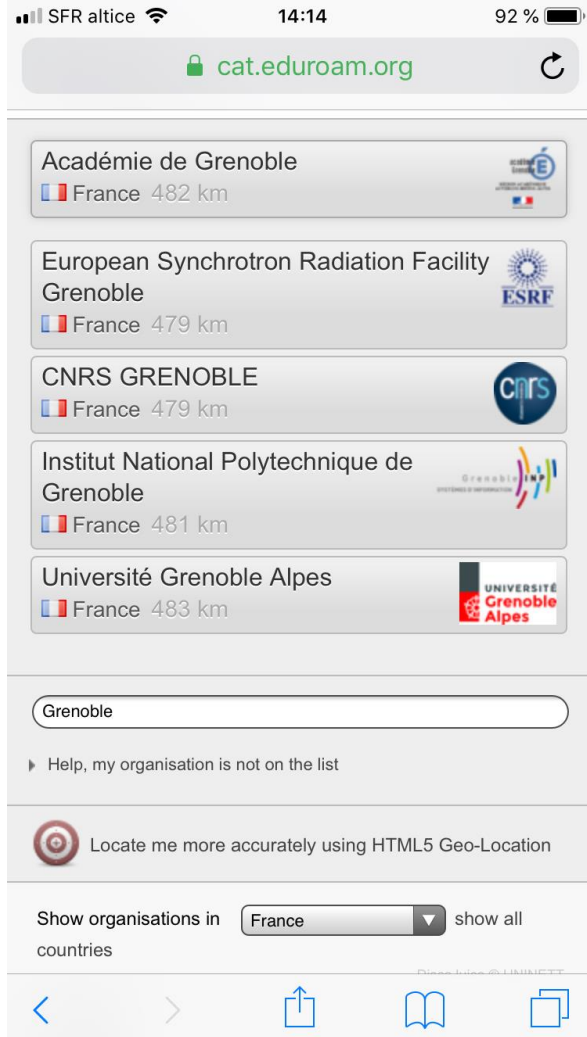 SFR altice 14:14 92 %
cat.eduroam.org
Académie de Grenoble
France 482 km
European Synchrotron Radiation Facility
Grenoble
ESRF
France 479 km
CNRS GRENOBLE
cnrs
France 479 km
Institut National Polytechnique de
Grenoble
Grenoble INP
SYSTÈMES D'INFORMATION
France 481 km
Université Grenoble Alpes
UNIVERSITÉ
Grenoble
Alpes
France 483 km
Grenoble
Help, my organisation is not on the list
Locate me more accurately using HTML5 Geo-Location
Show organisations in France show all
countries